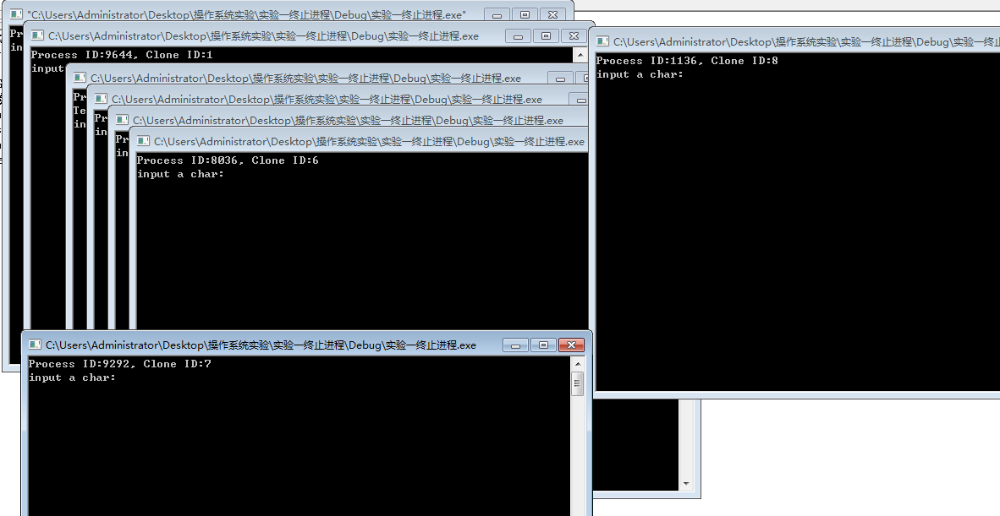 "C:\Users\Administrator\Desktop\操作系统实验\实验一终止进程\Debug\实验一终止进程.exe"
Pr
in
C:\Users\Administrator\Desktop\操作系统实验\实验一终止进程\Debug\实验一终止进程.exe
Process ID:9644, Clone ID:1
input
C:\Users\Administrator\Desktop\操作系统实验\实验一终止进程\Debug\实验一终止进程.exe
Pr
Te
in
C:\Users\Administrator\Desktop\操作系统实验\实验一终止进程\Debug\实验一终止进程.exe
Pr
in
C:\Users\Administrator\Desktop\操作系统实验\实验一终止进程\Debug\实验一终止进程.exe
Pr
in
C:\Users\Administrator\Desktop\操作系统实验\实验一终止进程\Debug\实验一终止进程.exe
Process ID:8036, Clone ID:6
input a char:
C:\Users\Administrator\Desktop\操作系统实验\实验一终止进程\Debug\实验一终止
Process ID:1136, Clone ID:8
input a char:
C:\Users\Administrator\Desktop\操作系统实验\实验一终止进程\Debug\实验一终止进程.exe
Process ID:9292, Clone ID:7
input a char: